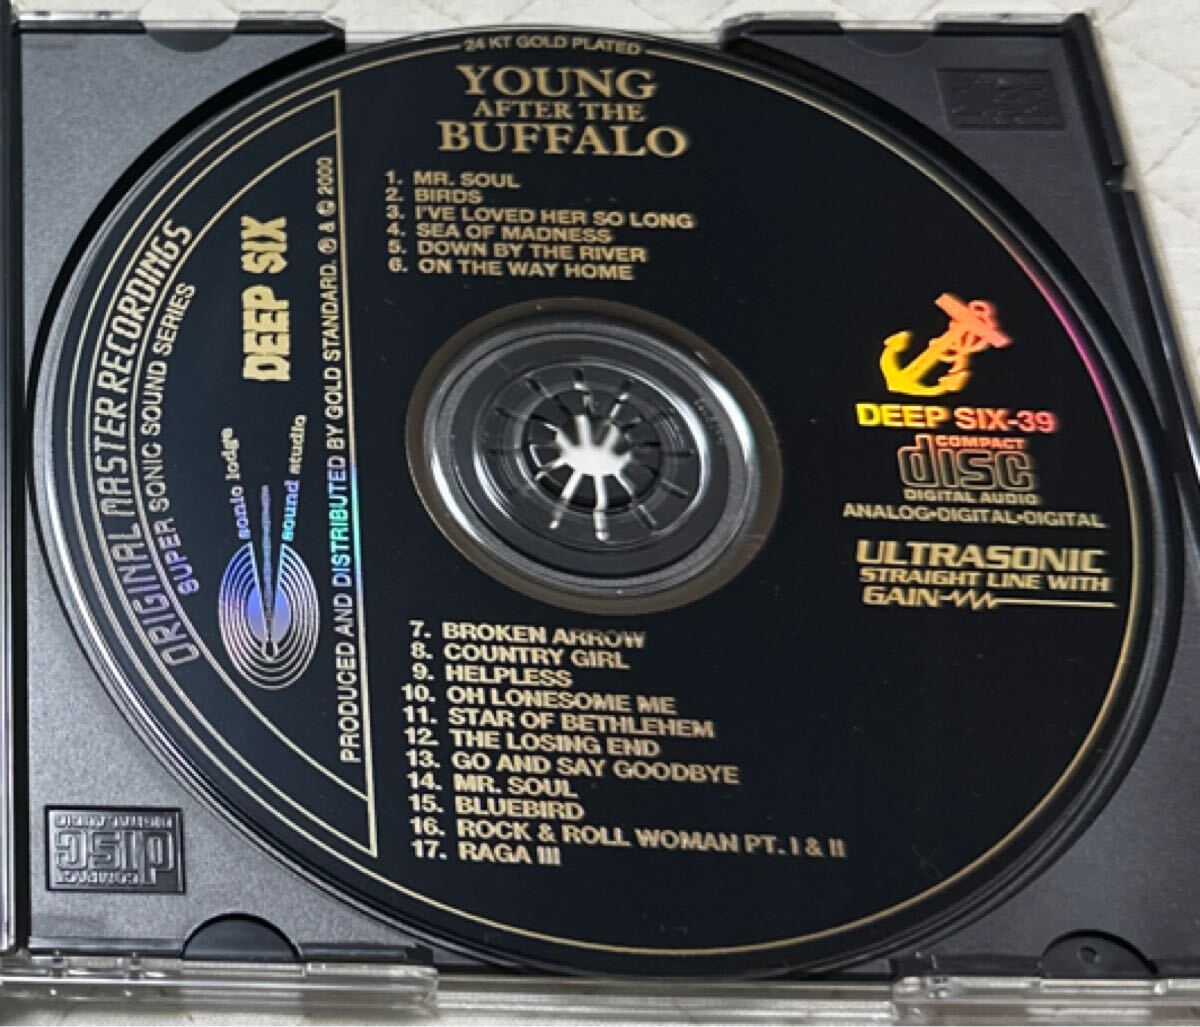 24 KT GOLD PLATED
YOUNG
AFTER THE
BUFFALO
1. MR. SOUL
2. BIRDS
3. I'VE LOVED HER SO LONG
4. SEA OF MADNESS
5. DOWN BY THE RIVER
6. ON THE WAY HOME
ORIGINAL MASTER RECORDINGS
SUPER SONIC SOUND SERIES
DEEP SIX
sonic lodge
sound studio
PRODUCED AND DISTRIBUTED BY GOLD STANDARD. ℗ & © 2000
DEEP SIX-39
COMPACT
disc
DIGITAL AUDIO
ANALOG•DIGITAL•DIGITAL
ULTRASONIC
STRAIGHT LINE WITH
GAIN
7. BROKEN ARROW
8. COUNTRY GIRL
9. HELPLESS
10. OH LONESOME ME
11. STAR OF BETHLEHEM
12. THE LOSING END
13. GO AND SAY GOODBYE
14. MR. SOUL
15. BLUEBIRD
16. ROCK & ROLL WOMAN PT. I & II
17. RAGA III
COMPACT
disc
DIGITAL AUDIO